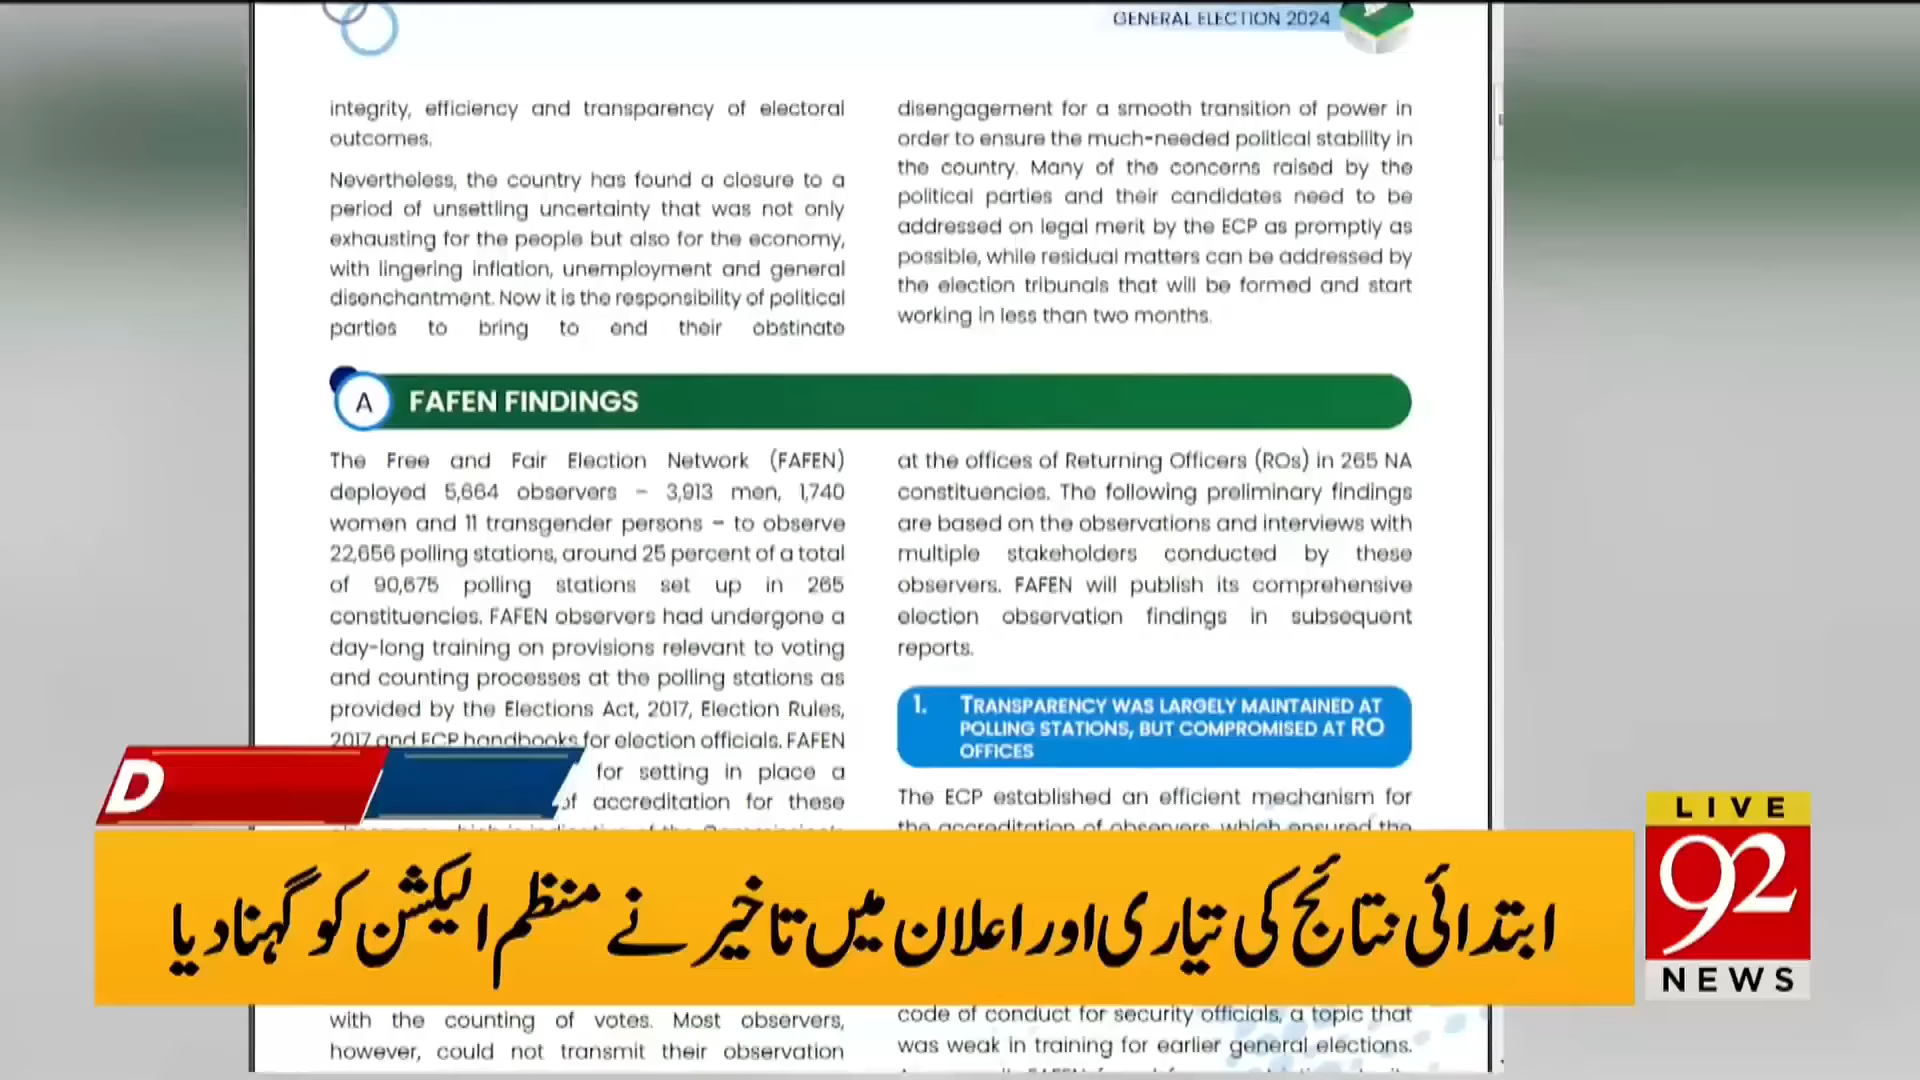 GENERAL ELECTION 2024
integrity, efficiency and transparency of electoral
outcomes.
Nevertheless, the country has found a closure to a
period of unsettling uncertainty that was not only
exhausting for the people but also for the economy,
with lingering inflation, unemployment and general
disenchantment. Now it is the responsibility of political
parties to bring to end their obstinate
disengagement for a smooth transition of power in
order to ensure the much-needed political stability in
the country. Many of the concerns raised by the
political parties and their candidates need to be
addressed on legal merit by the ECP as promptly as
possible, while residual matters can be addressed by
the election tribunals that will be formed and start
working in less than two months.
A FAFEN FINDINGS
The Free and Fair Election Network (FAFEN)
deployed 5,664 observers – 3,913 men, 1,740
women and 11 transgender persons – to observe
22,656 polling stations, around 25 percent of a total
of 90,675 polling stations set up in 265
constituencies. FAFEN observers had undergone a
day-long training on provisions relevant to voting
and counting processes at the polling stations as
provided by the Elections Act, 2017, Election Rules,
2017 and ECP handbooks for election officials. FAFEN
for setting in place a
of accreditation for these
with the counting of votes. Most observers,
however, could not transmit their observation
at the offices of Returning Officers (ROs) in 265 NA
constituencies. The following preliminary findings
are based on the observations and interviews with
multiple stakeholders conducted by these
observers. FAFEN will publish its comprehensive
election observation findings in subsequent
reports.
1. TRANSPARENCY WAS LARGELY MAINTAINED AT
POLLING STATIONS, BUT COMPROMISED AT RO
OFFICES
The ECP established an efficient mechanism for
the accreditation of observers, which ensured the
code of conduct for security officials, a topic that
was weak in training for earlier general elections.
D
ابتدائی نتائج کی تیاری اور اعلان میں تاخیر نے منظم الیکشن کو گہنا دیا
LIVE
92
NEWS